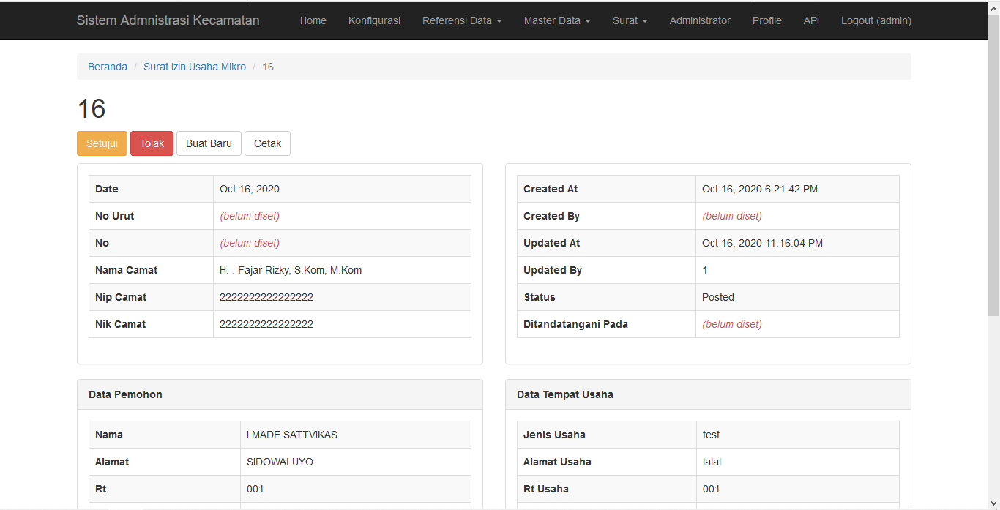 Sistem Admnistrasi Kecamatan Home Konfigurasi Referensi Data Master Data Surat Administrator Profile API Logout (admin)
Beranda / Surat Izin Usaha Mikro / 16
16
Setujui Tolak Buat Baru Cetak
Date Oct 16, 2020
No Urut (belum diset)
No (belum diset)
Nama Camat H. . Fajar Rizky, S.Kom, M.Kom
Nip Camat 2222222222222222
Nik Camat 2222222222222222
Created At Oct 16, 2020 6:21:42 PM
Created By (belum diset)
Updated At Oct 16, 2020 11:16:04 PM
Updated By 1
Status Posted
Ditandatangani Pada (belum diset)
Data Pemohon
Nama I MADE SATTVIKAS
Alamat SIDOWALUYO
Rt 001
Data Tempat Usaha
Jenis Usaha test
Alamat Usaha lalal
Rt Usaha 001